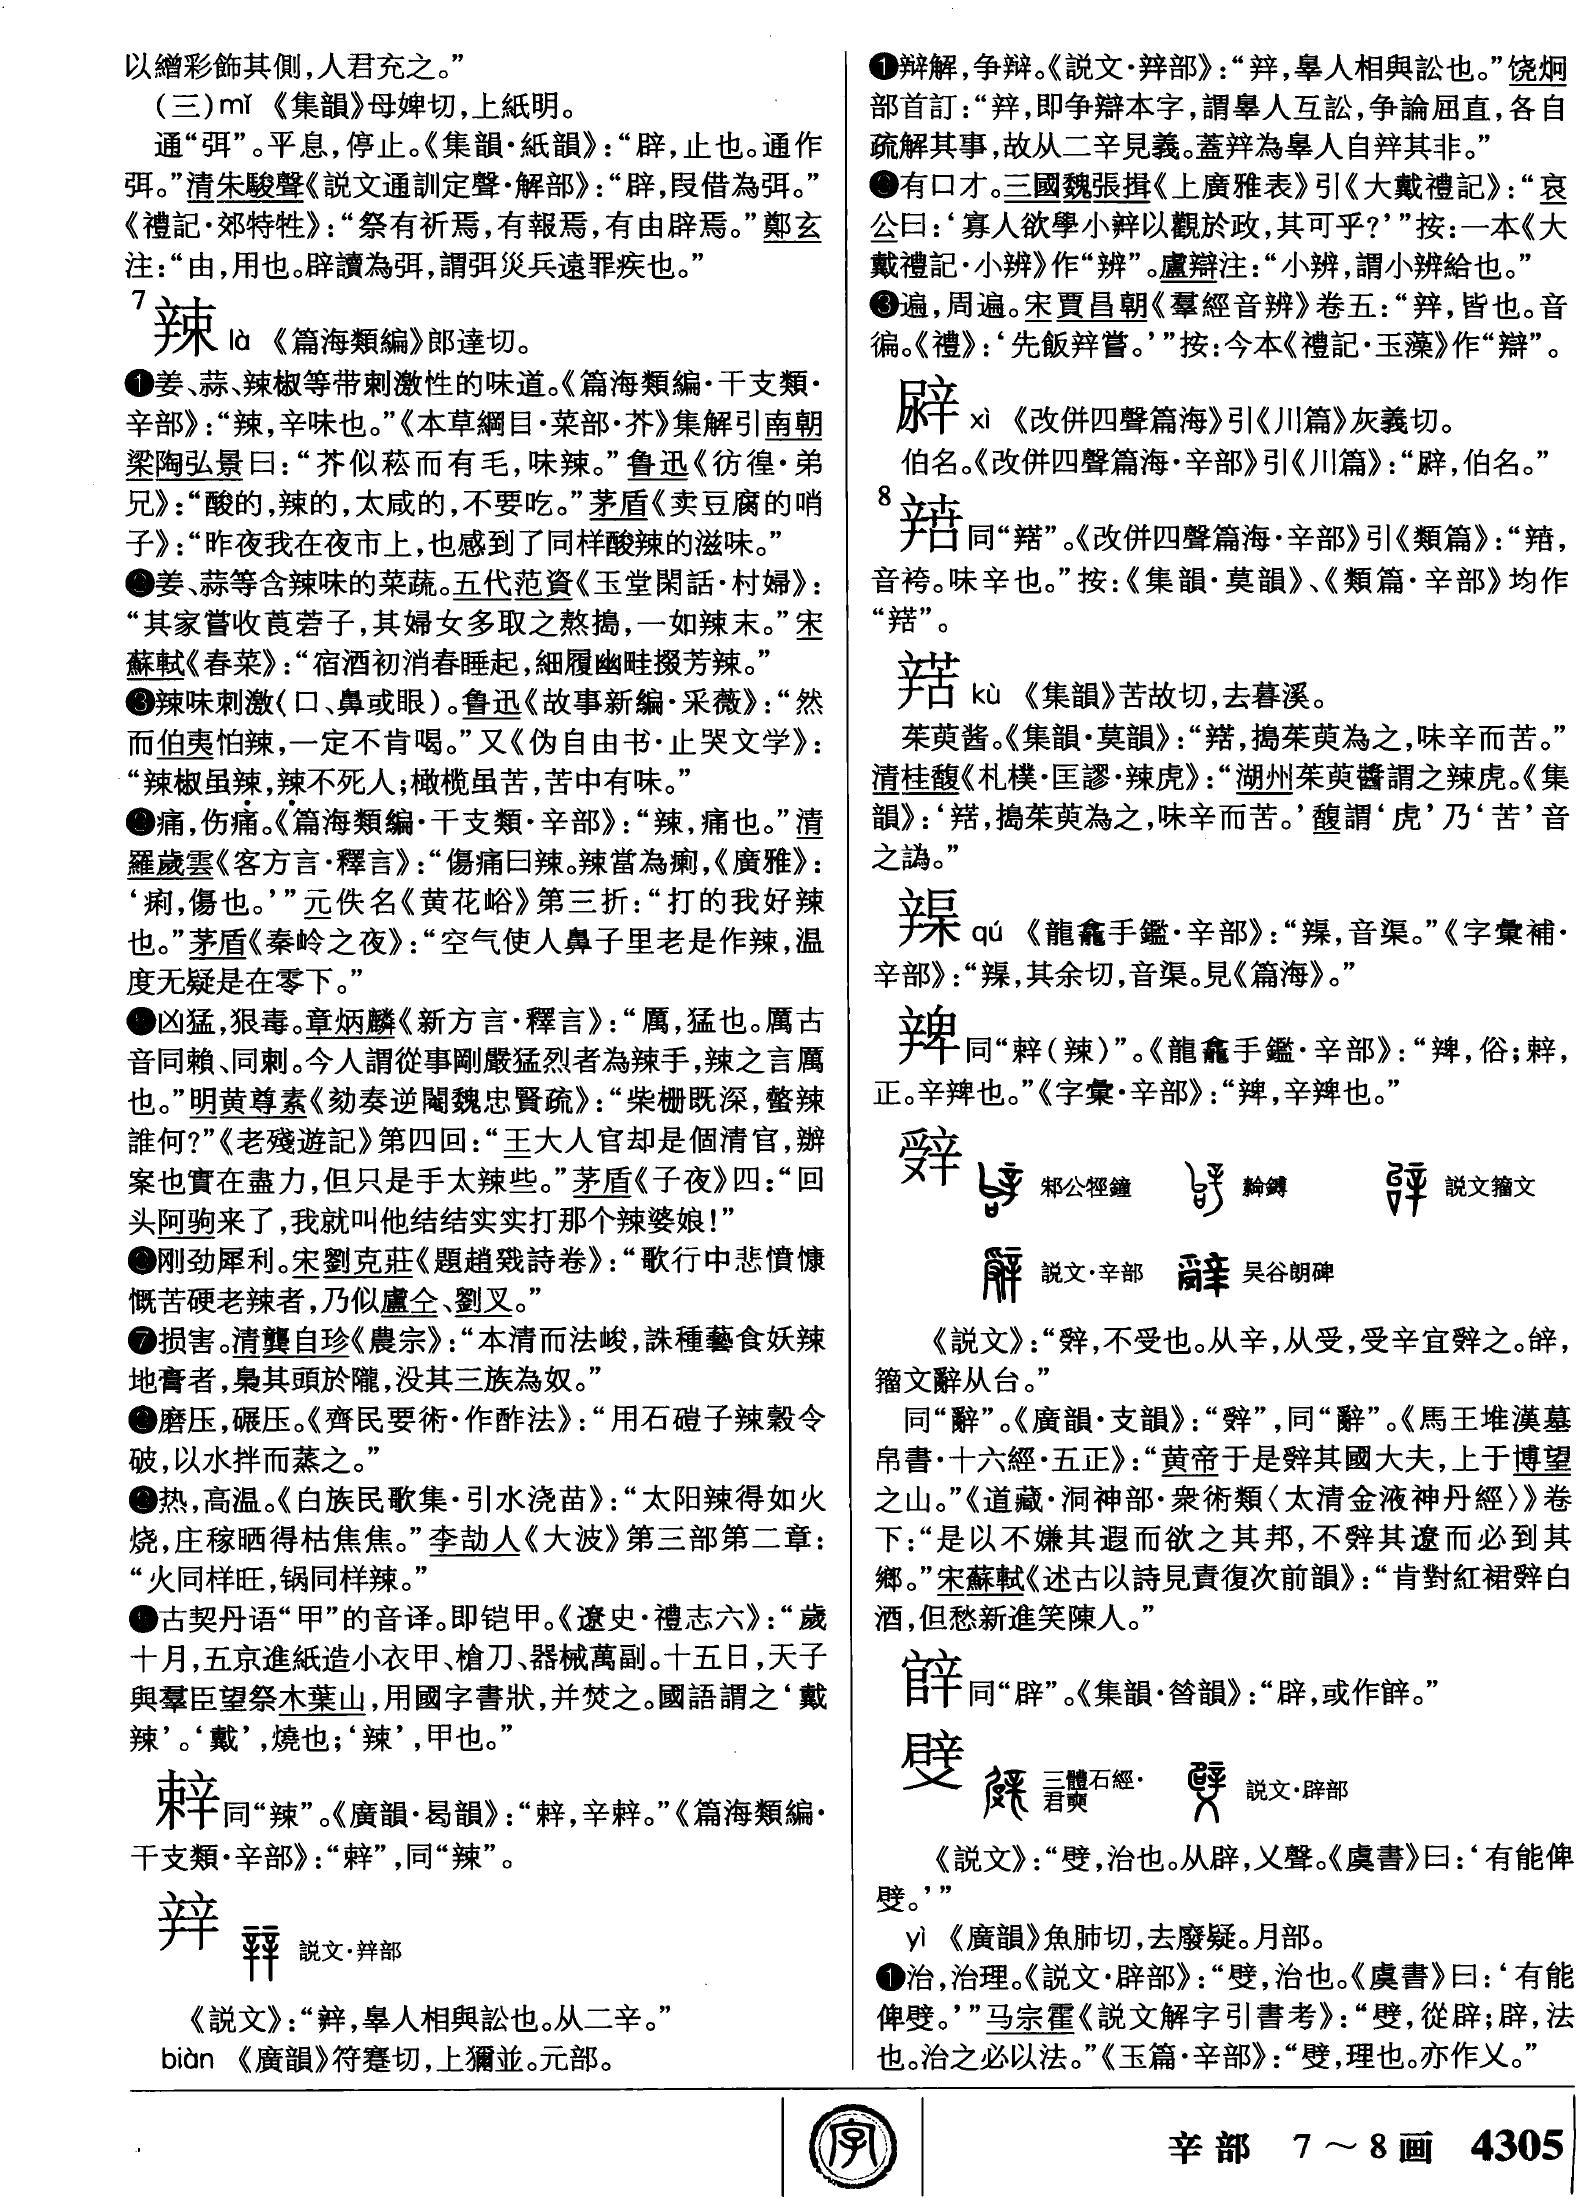 以繒彩飾其側，人君充之。”
（三）mǐ 《集韻》母婢切，上紙明。
通“弭”。平息，停止。《集韻·紙韻》：“辟，止也。通作
弭。”清朱駿聲《説文通訓定聲·解部》：“辟，叚借為弭。”
《禮記·郊特牲》：“祭有祈焉，有報焉，有由辟焉。”鄭玄
注：“由，用也。辟讀為弭，謂弭災兵遠罪疾也。”
7
辣 là 《篇海類編》郎達切。
❶姜、蒜、辣椒等带刺激性的味道。《篇海類編·干支類·
辛部》：“辣，辛味也。”《本草綱目·菜部·芥》集解引南朝
梁陶弘景曰：“芥似菘而有毛，味辣。”鲁迅《彷徨·弟
兄》：“酸的，辣的，太咸的，不要吃。”茅盾《卖豆腐的哨
子》：“昨夜我在夜市上，也感到了同样酸辣的滋味。”
❷姜、蒜等含辣味的菜蔬。五代范資《玉堂閑話·村婦》：
“其家嘗收莨菪子，其婦女多取之熬搗，一如辣末。”宋
蘇軾《春菜》：“宿酒初消春睡起，細履幽畦掇芳辣。”
❸辣味刺激（口、鼻或眼）。鲁迅《故事新編·采薇》：“然
而伯夷怕辣，一定不肯喝。”又《伪自由书·止哭文学》：
“辣椒虽辣，辣不死人；橄榄虽苦，苦中有味。”
❹痛，伤痛。《篇海類編·干支類·辛部》：“辣，痛也。”清
羅歲雲《客方言·釋言》：“傷痛曰辣。辣當為瘌，《廣雅》：
‘瘌，傷也。’”元佚名《黄花峪》第三折：“打的我好辣
也。”茅盾《秦岭之夜》：“空气使人鼻子里老是作辣，温
度无疑是在零下。”
❺凶猛，狠毒。章炳麟《新方言·釋言》：“厲，猛也。厲古
音同賴、同剌。今人謂從事剛嚴猛烈者為辣手，辣之言厲
也。”明黄尊素《劾奏逆閹魏忠賢疏》：“柴栅既深，螫辣
誰何？”《老殘遊記》第四回：“王大人官却是個清官，辦
案也實在盡力，但只是手太辣些。”茅盾《子夜》四：“回
头阿驹来了，我就叫他结结实实打那个辣婆娘！”
❻刚劲犀利。宋劉克莊《題趙戣詩卷》：“歌行中悲憤慷
慨苦硬老辣者，乃似盧仝、劉叉。”
❼损害。清龔自珍《農宗》：“本清而法峻，誅種藝食妖辣
地膏者，梟其頭於隴，没其三族為奴。”
❽磨压，碾压。《齊民要術·作酢法》：“用石磑子辣穀令
破，以水拌而蒸之。”
❾热，高温。《白族民歌集·引水浇苗》：“太阳辣得如火
烧，庄稼晒得枯焦焦。”李劼人《大波》第三部第二章：
“火同样旺，锅同样辣。”
❿古契丹语“甲”的音译。即铠甲。《遼史·禮志六》：“歲
十月，五京進紙造小衣甲、槍刀、器械萬副。十五日，天子
與羣臣望祭木葉山，用國字書狀，并焚之。國語謂之‘戴
辣’。‘戴’，燒也；‘辣’，甲也。”
𨐌同“辣”。《廣韻·曷韻》：“𨐌，辛𨐌。”《篇海類編·
干支類·辛部》：“𨐌”，同“辣”。
辡 説文·辡部
《説文》：“辡，辠人相與訟也。从二辛。”
biàn 《廣韻》符蹇切，上獮並。元部。
❶辩解，争辩。《説文·辡部》：“辡，辠人相與訟也。”饶炯
部首訂：“辡，即争辯本字，謂辠人互訟，争論屈直，各自
疏解其事，故从二辛見義。蓋辡為辠人自辡其非。”
❷有口才。三國魏張揖《上廣雅表》引《大戴禮記》：“哀
公曰：‘寡人欲學小辡以觀於政，其可乎？’”按：一本《大
戴禮記·小辨》作“辨”。盧辯注：“小辨，謂小辨給也。”
❸遍，周遍。宋賈昌朝《羣經音辨》卷五：“辡，皆也。音
徧。《禮》：‘先飯辡嘗。’”按：今本《禮記·玉藻》作“辯”。
xì 《改併四聲篇海》引《川篇》灰義切。
伯名。《改併四聲篇海·辛部》引《川篇》：“，伯名。”
8
同“䛩”。《改併四聲篇海·辛部》引《類篇》：“，
音袴。味辛也。”按：《集韻·莫韻》、《類篇·辛部》均作
“”。
kù 《集韻》苦故切，去暮溪。
茱萸酱。《集韻·莫韻》：“，搗茱萸為之，味辛而苦。”
清桂馥《札樸·匡謬·辣虎》：“湖州茱萸醬謂之辣虎。《集
韻》：‘，搗茱萸為之，味辛而苦。’馥謂‘虎’乃‘苦’音
之譌。”
qú 《龍龕手鑑·辛部》：“，音渠。”《字彙補·
辛部》：“，其余切，音渠。見《篇海》。”
同“𨐌（辣）”。《龍龕手鑑·辛部》：“，俗；𨐌，
正。辛也。”《字彙·辛部》：“，辛也。”
辤 邾公牼鐘 𦅫鎛 説文籀文
説文·辛部 吴谷朗碑
《説文》：“辤，不受也。从辛，从受，受辛宜辤之。䛐，
籀文辭从台。”
同“辭”。《廣韻·支韻》：“辤”，同“辭”。《馬王堆漢墓
帛書·十六經·五正》：“黄帝于是辤其國大夫，上于博望
之山。”《道藏·洞神部·衆術類〈太清金液神丹經〉》卷
下：“是以不嫌其遐而欲之其邦，不辤其遼而必到其
鄉。”宋蘇軾《述古以詩見責復次前韻》：“肯對紅裙辤白
酒，但愁新進笑陳人。”
同“辟”。《集韻·㫺韻》：“辟，或作。”
𨐨 三體石經·君奭 説文·辟部
《説文》：“𨐨，治也。从辟，乂聲。《虞書》曰：‘有能俾
𨐨。’”
yì 《廣韻》魚肺切，去廢疑。月部。
❶治，治理。《説文·辟部》：“𨐨，治也。《虞書》曰：‘有能
俾𨐨。’”马宗霍《説文解字引書考》：“𨐨，從辟；辟，法
也。治之必以法。”《玉篇·辛部》：“𨐨，理也。亦作乂。”
字
辛部 7～8画 4305